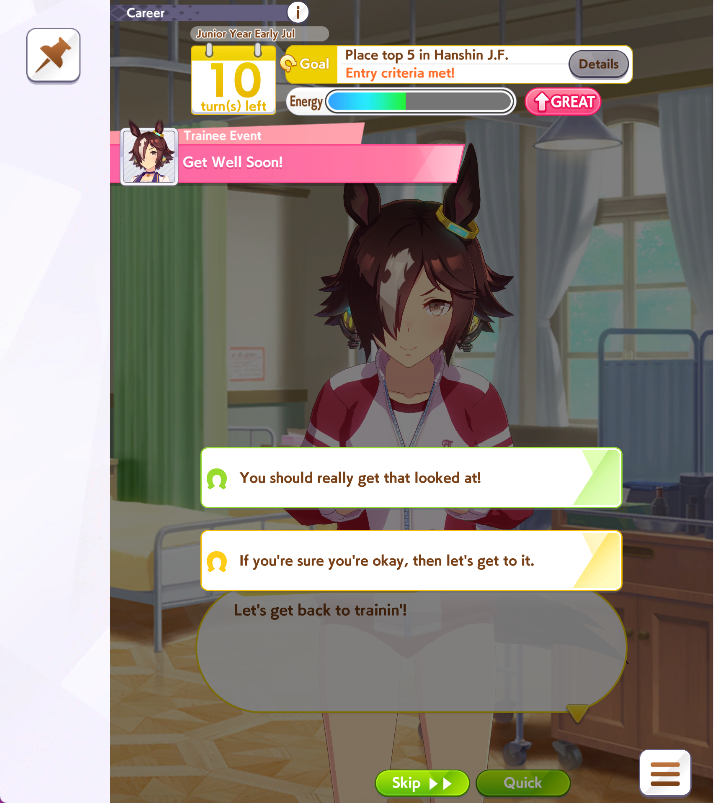 Career
i
Junior Year Early Jul
10
turn(s) left
Goal
Place top 5 in Hanshin J.F.
Entry criteria met!
Details
Energy
GREAT
Trainee Event
Get Well Soon!
You should really get that looked at!
If you're sure you're okay, then let's get to it.
Let's get back to trainin'!
Skip
Quick